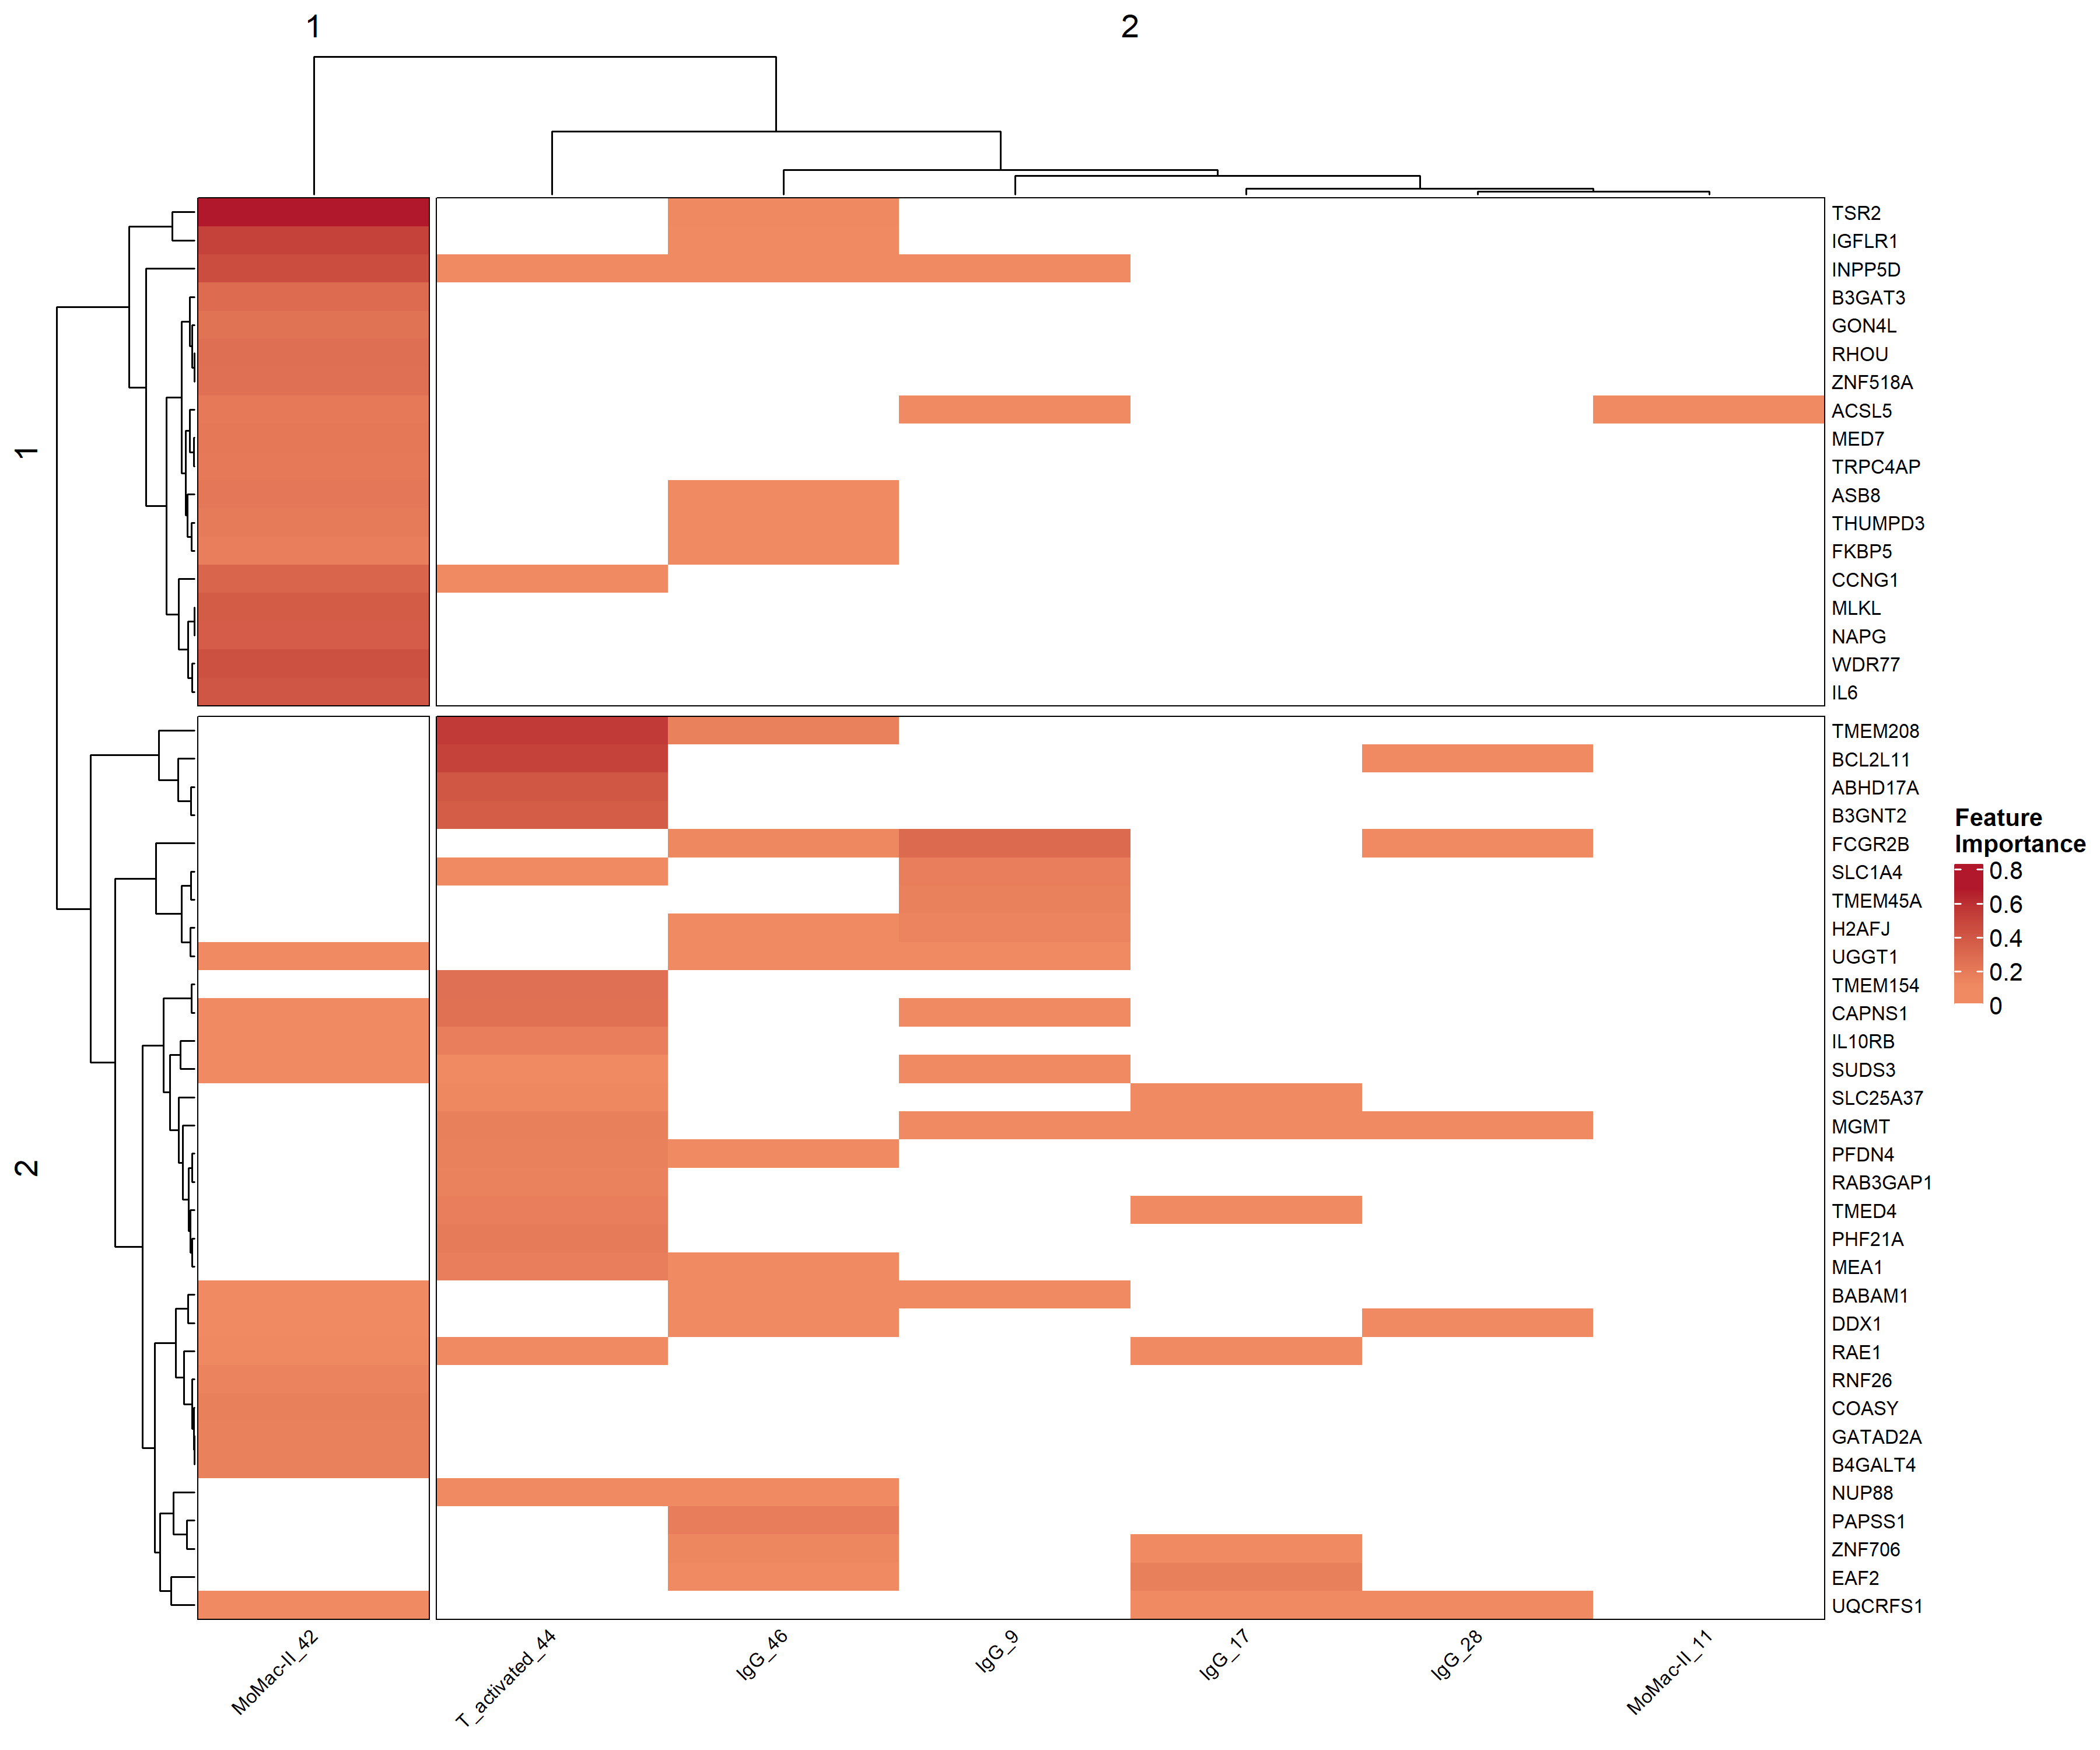 1
2
1
2
TSR2
IGFLR1
INPP5D
B3GAT3
GON4L
RHOU
ZNF518A
ACSL5
MED7
TRPC4AP
ASB8
THUMPD3
FKBP5
CCNG1
MLKL
NAPG
WDR77
IL6
TMEM208
BCL2L11
ABHD17A
B3GNT2
FCGR2B
SLC1A4
TMEM45A
H2AFJ
UGGT1
TMEM154
CAPNS1
IL10RB
SUDS3
SLC25A37
MGMT
PFDN4
RAB3GAP1
TMED4
PHF21A
MEA1
BABAM1
DDX1
RAE1
RNF26
COASY
GATAD2A
B4GALT4
NUP88
PAPSS1
ZNF706
EAF2
UQCRFS1
Feature
Importance
0.8
0.6
0.4
0.2
0
MoMac-II_42
T_activated_44
IgG_46
IgG_9
IgG_17
IgG_28
MoMac-II_11